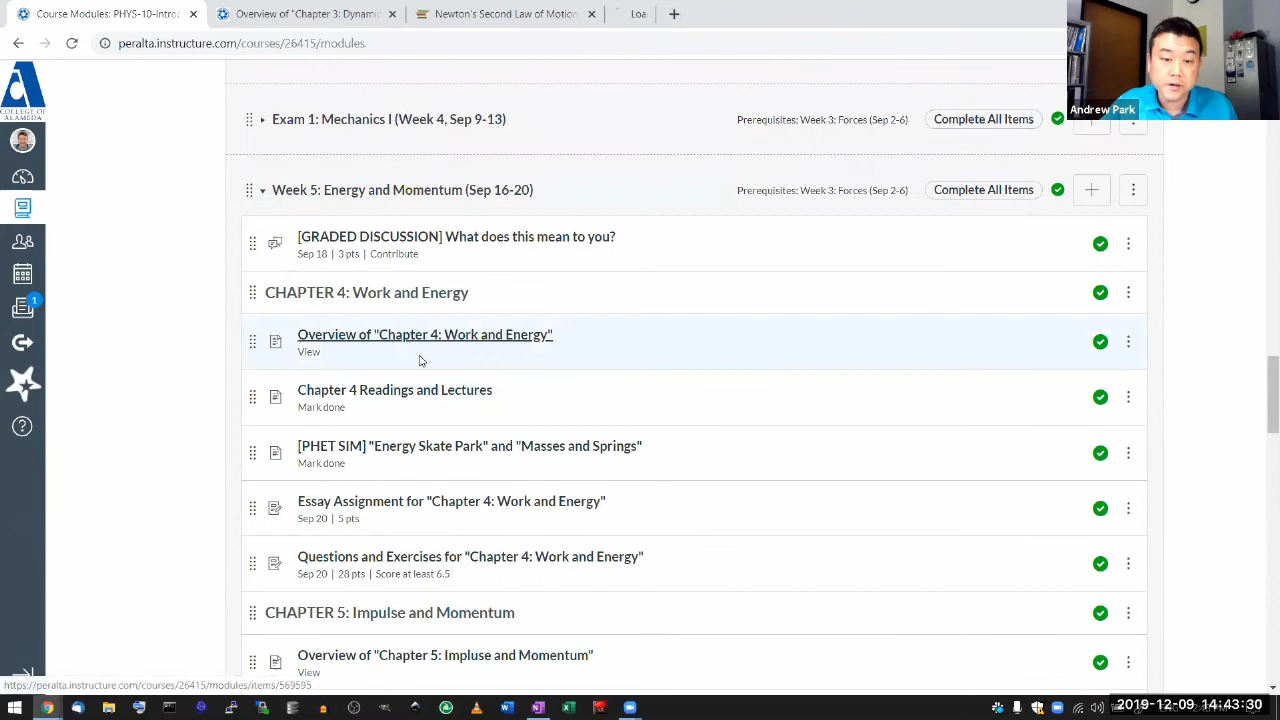 Course Modules: PHYS-10-Introd
Overview of "Chapter 3: Dynami
Newton's Second Law of Motion
Loa
peralta.instructure.com/courses/26415/modules
Andrew Park
COLLEGE OF
ALAMEDA
Exam 1: Mechanics (Week 4, Sep 9-13)
Prerequisites: Week 3: Forces (Sep 2-6)
Complete All Items
Week 5: Energy and Momentum (Sep 16-20)
Prerequisites: Week 3: Forces (Sep 2-6)
Complete All Items
[GRADED DISCUSSION] What does this mean to you?
Sep 18 | 3 pts | Contribute
CHAPTER 4: Work and Energy
Overview of "Chapter 4: Work and Energy"
View
1
Chapter 4 Readings and Lectures
Mark done
[PHET SIM] "Energy Skate Park" and "Masses and Springs"
Mark done
Essay Assignment for "Chapter 4: Work and Energy"
Sep 20 | 5 pts
Questions and Exercises for "Chapter 4: Work and Energy"
Sep 20 | 28 pts | Score at least 6.5
CHAPTER 5: Impulse and Momentum
Overview of "Chapter 5: Impluse and Momentum"
View
https://peralta.instructure.com/courses/26415/modules/items/569595
2019-12-09 14:43:30